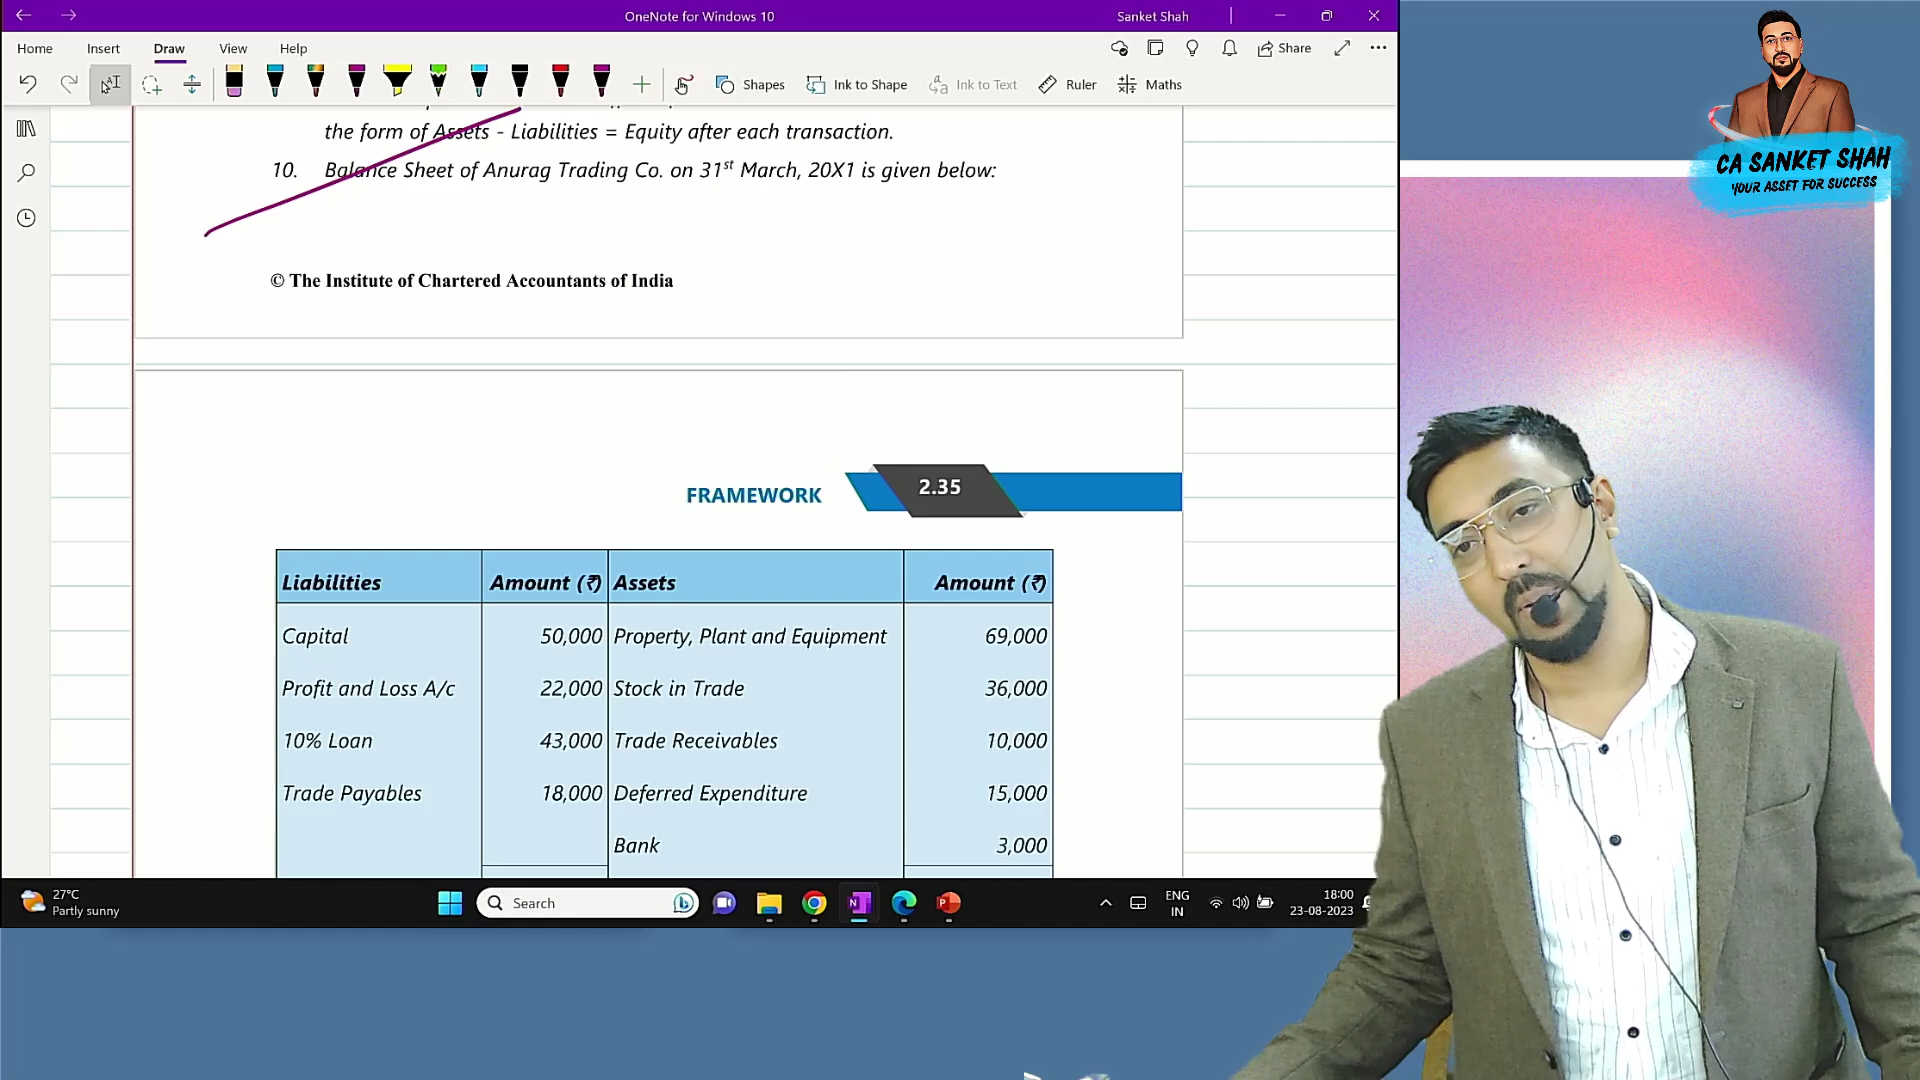 OneNote for Windows 10
Sanket Shah
Home Insert Draw View Help
Share
Shapes Ink to Shape Ink to Text Ruler Maths
the form of Assets - Liabilities = Equity after each transaction.
10. Balance Sheet of Anurag Trading Co. on 31st March, 20X1 is given below:
© The Institute of Chartered Accountants of India
FRAMEWORK 2.35
Liabilities Amount (₹) Assets Amount (₹)
Capital 50,000 Property, Plant and Equipment 69,000
Profit and Loss A/c 22,000 Stock in Trade 36,000
10% Loan 43,000 Trade Receivables 10,000
Trade Payables 18,000 Deferred Expenditure 15,000
Bank 3,000
27°C
Partly sunny
Search
ENG
IN
18:00
23-08-2023
CA SANKET SHAH
YOUR ASSET FOR SUCCESS